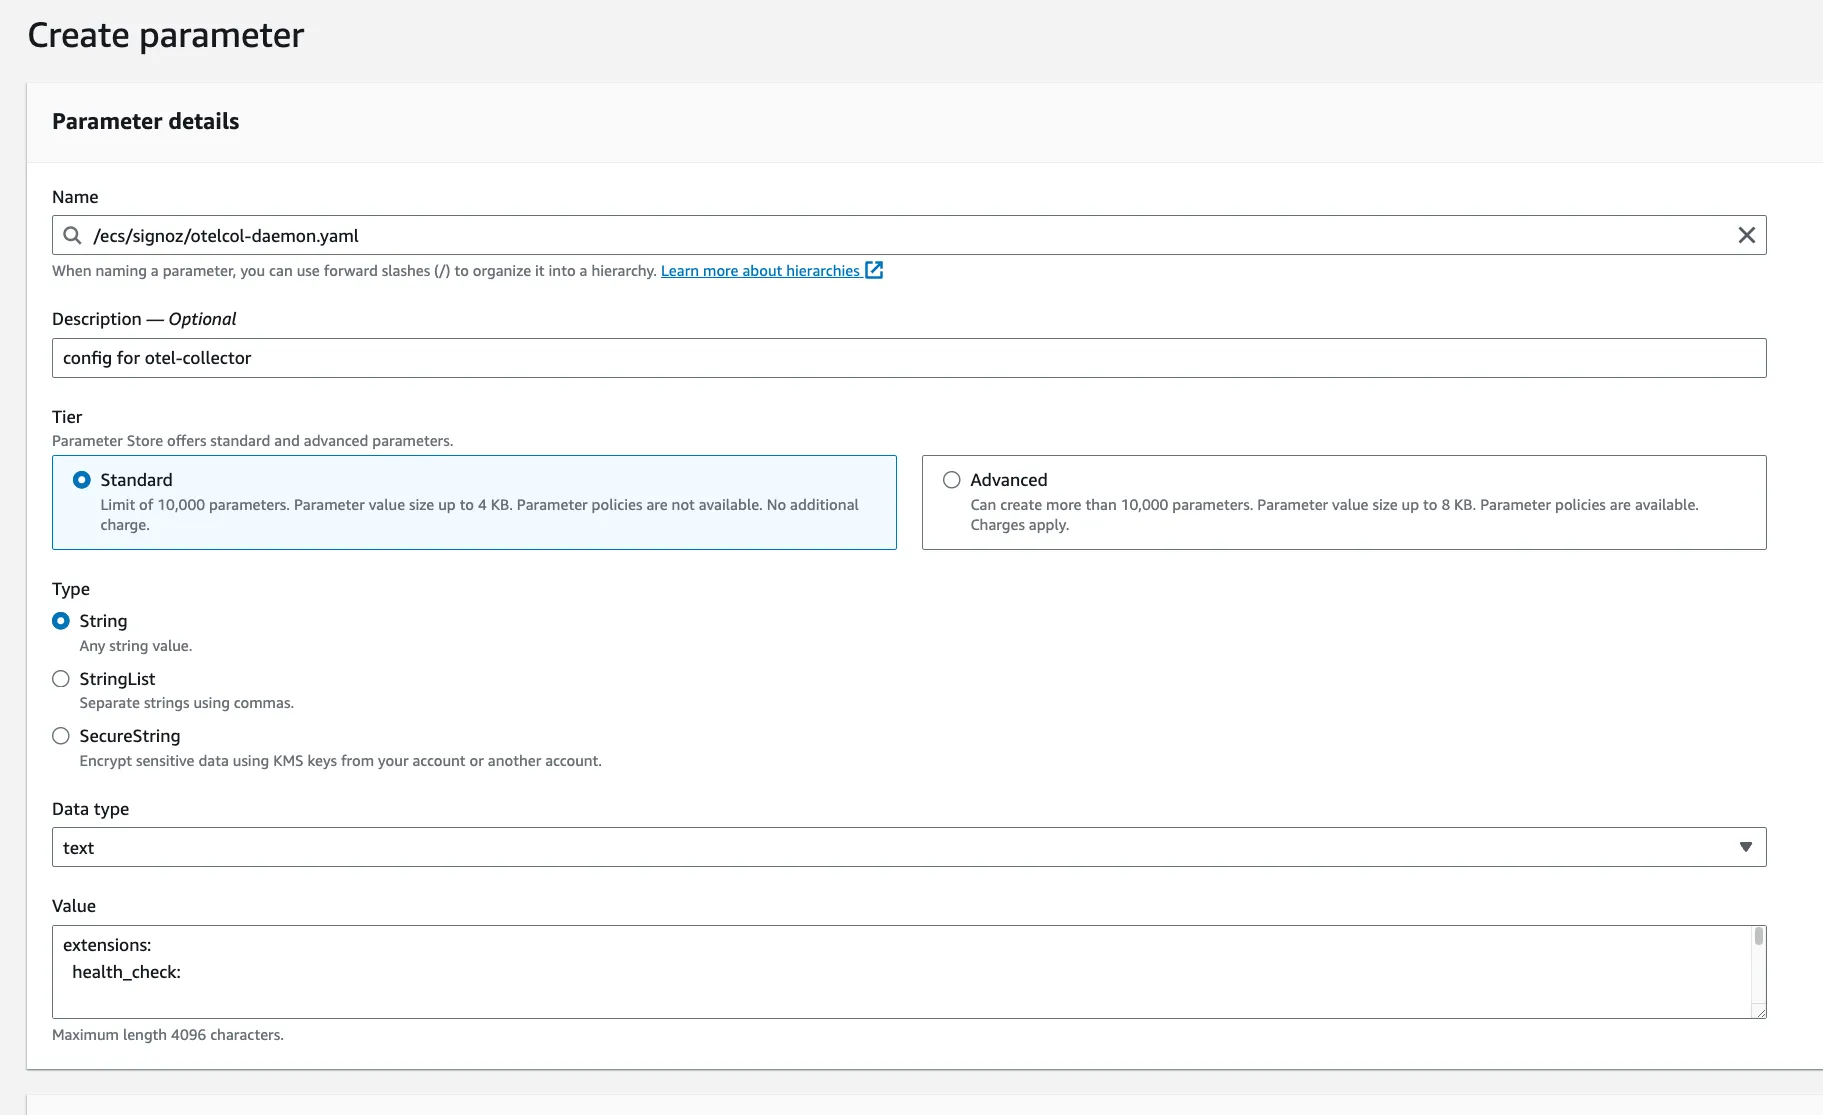 Create parameter
Parameter details
Name
/ecs/signoz/otelcol-daemon.yaml
When naming a parameter, you can use forward slashes (/) to organize it into a hierarchy. Learn more about hierarchies
Description — Optional
config for otel-collector
Tier
Parameter Store offers standard and advanced parameters.
Standard
Limit of 10,000 parameters. Parameter value size up to 4 KB. Parameter policies are not available. No additional
charge.
Advanced
Can create more than 10,000 parameters. Parameter value size up to 8 KB. Parameter policies are available.
Charges apply.
Type
String
Any string value.
StringList
Separate strings using commas.
SecureString
Encrypt sensitive data using KMS keys from your account or another account.
Data type
text
Value
extensions:
health_check:
Maximum length 4096 characters.